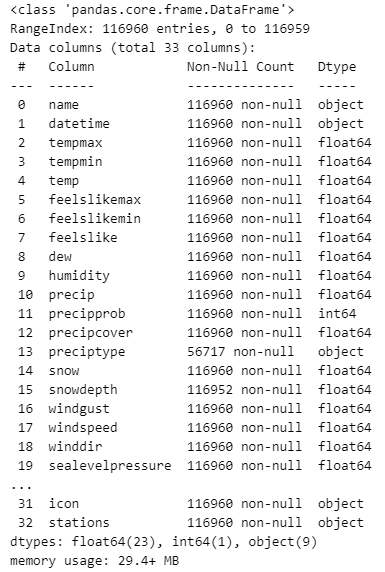 <class 'pandas.core.frame.DataFrame'>
RangeIndex: 116960 entries, 0 to 116959
Data columns (total 33 columns):
 #   Column            Non-Null Count   Dtype
---  ------            --------------   -----
 0   name              116960 non-null  object
 1   datetime          116960 non-null  object
 2   tempmax           116960 non-null  float64
 3   tempmin           116960 non-null  float64
 4   temp              116960 non-null  float64
 5   feelslikemax      116960 non-null  float64
 6   feelslikemin      116960 non-null  float64
 7   feelslike         116960 non-null  float64
 8   dew               116960 non-null  float64
 9   humidity          116960 non-null  float64
 10  precip            116960 non-null  float64
 11  precipprob        116960 non-null  int64
 12  precipcover       116960 non-null  float64
 13  preciptype        56717 non-null   object
 14  snow              116960 non-null  float64
 15  snowdepth         116952 non-null  float64
 16  windgust          116960 non-null  float64
 17  windspeed         116960 non-null  float64
 18  winddir           116960 non-null  float64
 19  sealevelpressure  116960 non-null  float64
...
 31  icon              116960 non-null  object
 32  stations          116960 non-null  object
dtypes: float64(23), int64(1), object(9)
memory usage: 29.4+ MB